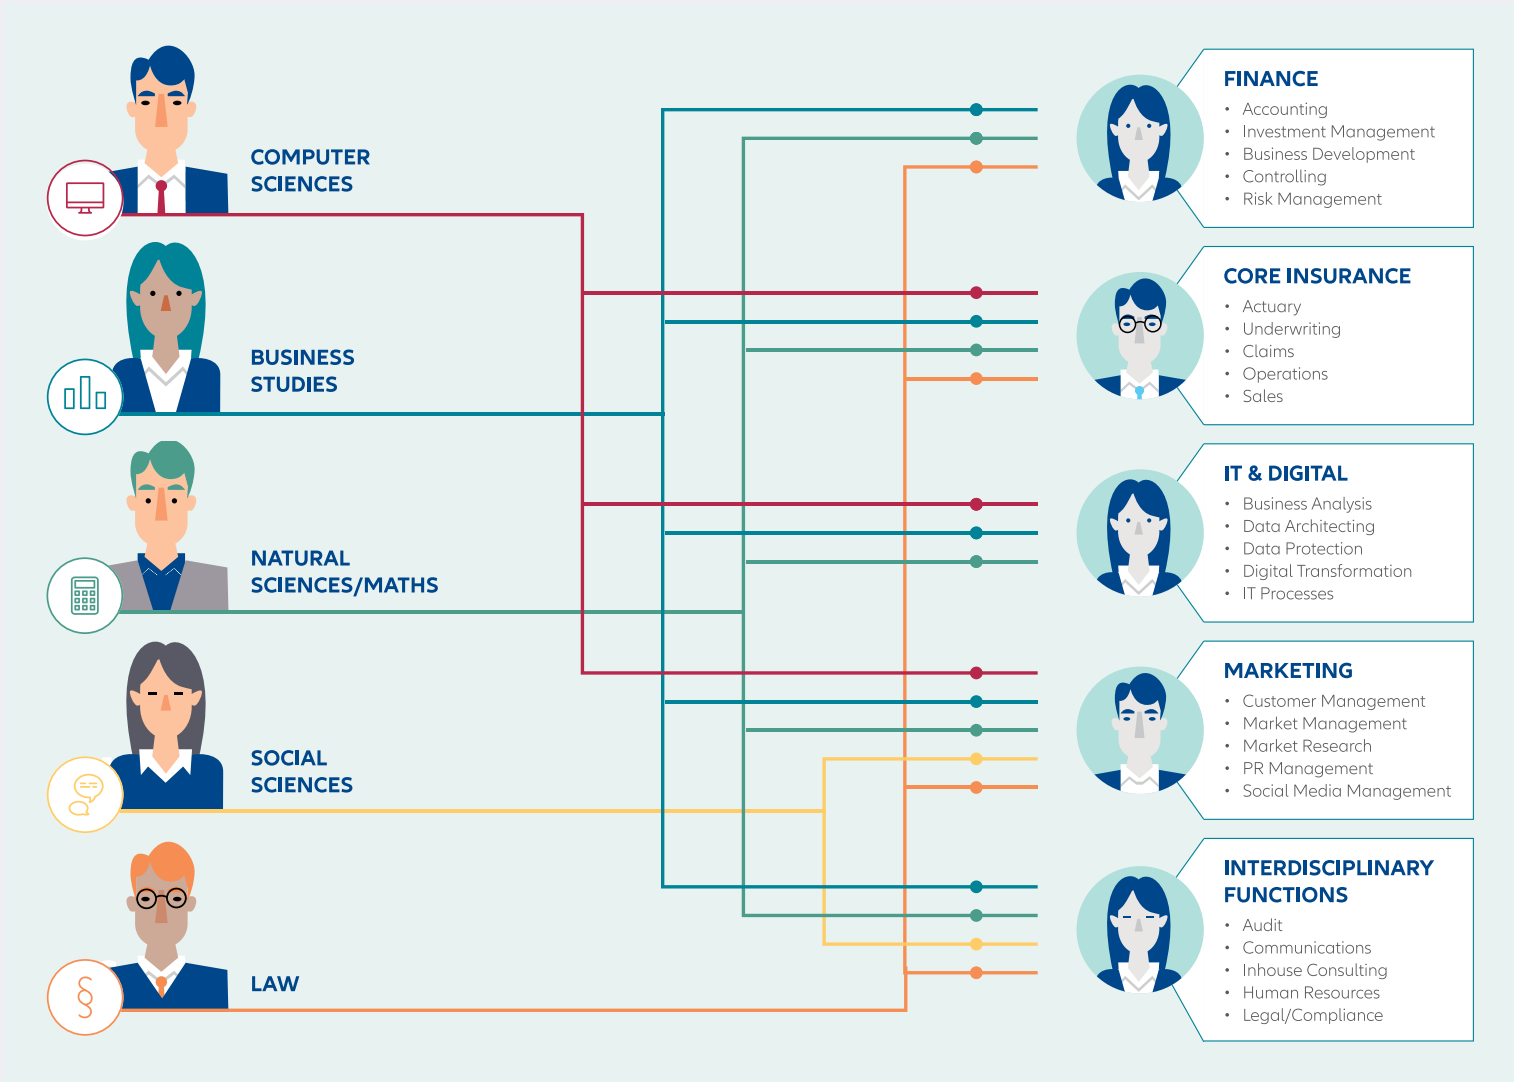 COMPUTER
SCIENCES
BUSINESS
STUDIES
NATURAL
SCIENCES/MATHS
SOCIAL
SCIENCES
§
LAW
FINANCE
• Accounting
• Investment Management
• Business Development
• Controlling
• Risk Management
CORE INSURANCE
• Actuary
• Underwriting
• Claims
• Operations
• Sales
IT & DIGITAL
• Business Analysis
• Data Architecting
• Data Protection
• Digital Transformation
• IT Processes
MARKETING
• Customer Management
• Market Management
• Market Research
• PR Management
• Social Media Management
INTERDISCIPLINARY
FUNCTIONS
• Audit
• Communications
• Inhouse Consulting
• Human Resources
• Legal/Compliance